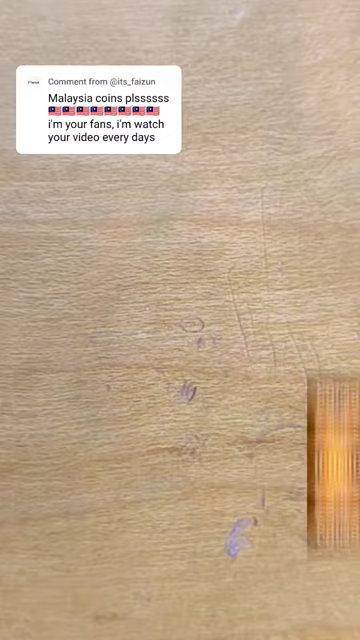 Comment from @its_faizun
Malaysia coins plssssss
🇲🇾🇲🇾🇲🇾🇲🇾🇲🇾🇲🇾🇲🇾🇲🇾
i'm your fans, i'm watch
your video every days